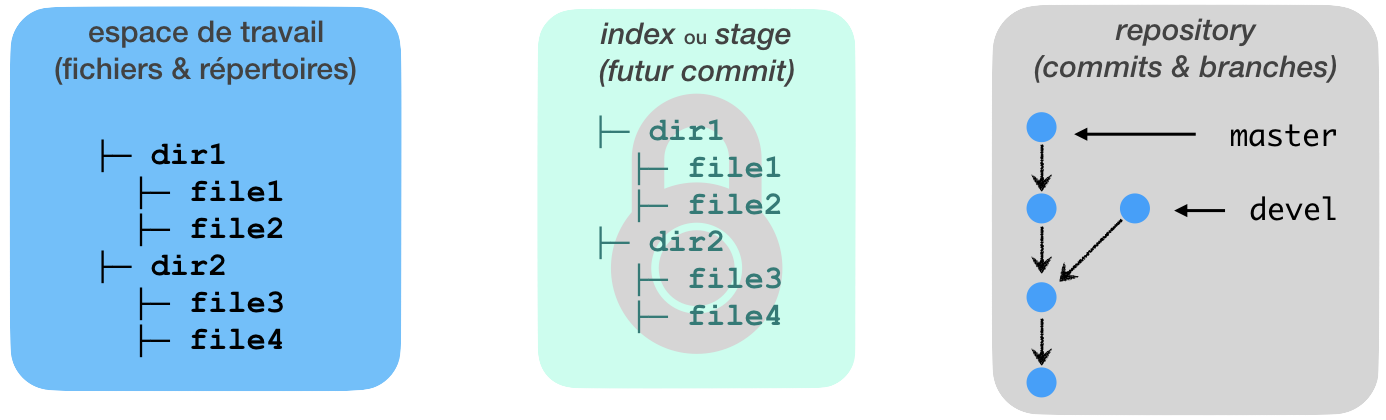 espace de travail
(fichiers & répertoires)
├─ dir1
├─ file1
├─ file2
├─ dir2
├─ file3
├─ file4
index ou stage
(futur commit)
├─ dir1
├─ file1
├─ file2
├─ dir2
├─ file3
├─ file4
repository
(commits & branches)
master
devel